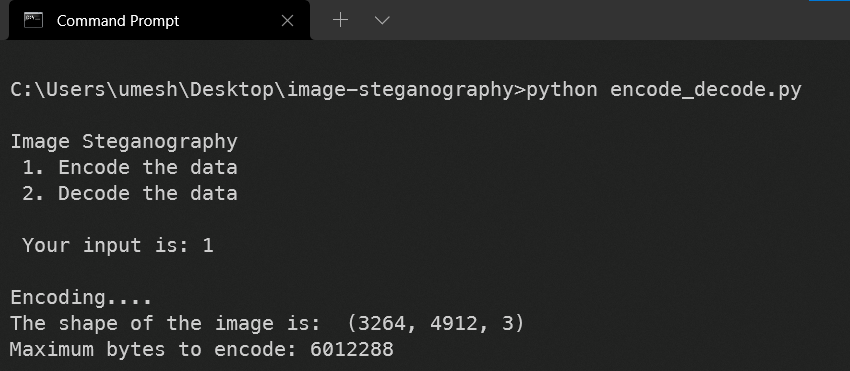 Command Prompt
C:\Users\umesh\Desktop\image-steganography>python encode_decode.py
Image Steganography
1. Encode the data
2. Decode the data
Your input is: 1
Encoding....
The shape of the image is:  (3264, 4912, 3)
Maximum bytes to encode: 6012288